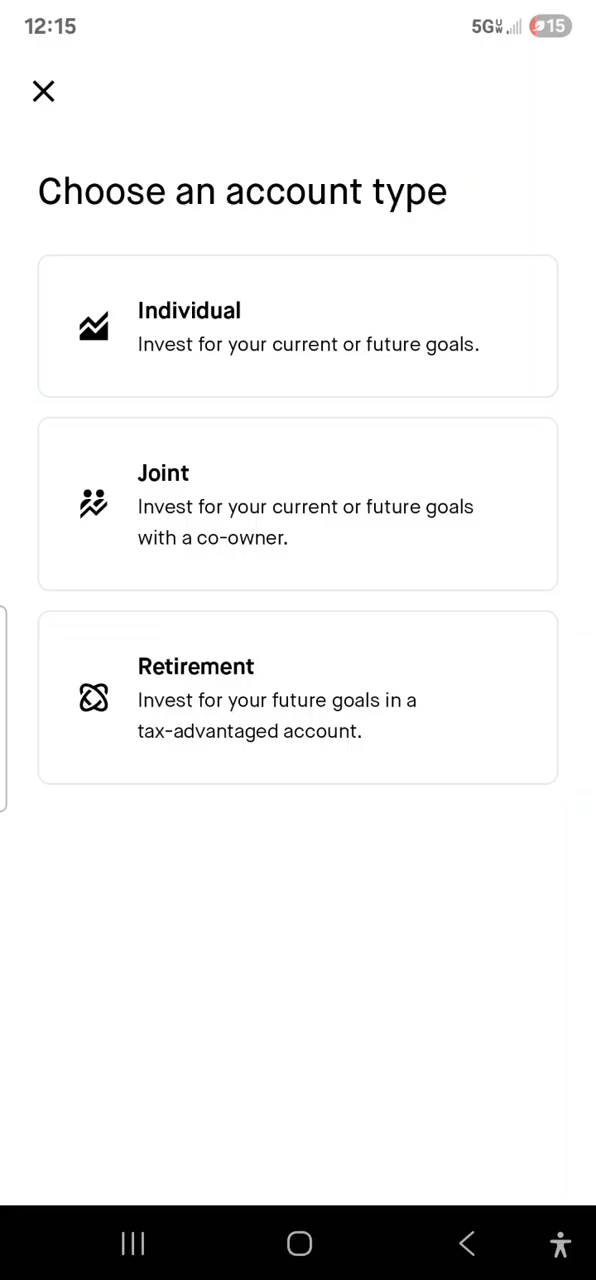 12:15
5G
15
Choose an account type
Individual
Invest for your current or future goals.
Joint
Invest for your current or future goals
with a co-owner.
Retirement
Invest for your future goals in a
tax-advantaged account.